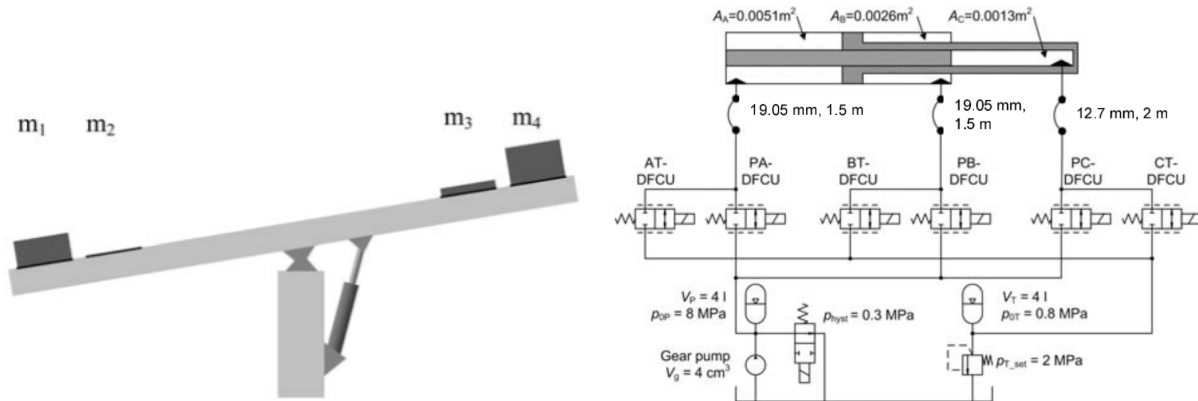 m₁
m₂
m₃
m₄
A_A=0.0051m²
A_B=0.0026m²
A_C=0.0013m²
19.05 mm, 1.5 m
19.05 mm,
1.5 m
12.7 mm, 2 m
AT-
DFCU
PA-
DFCU
BT-
DFCU
PB-
DFCU
PC-
DFCU
CT-
DFCU
V_P = 4 l
p_0P = 8 MPa
p_hyst = 0.3 MPa
V_T = 4 l
p_0T = 0.8 MPa
Gear pump
V_g = 4 cm³
p_T_set = 2 MPa